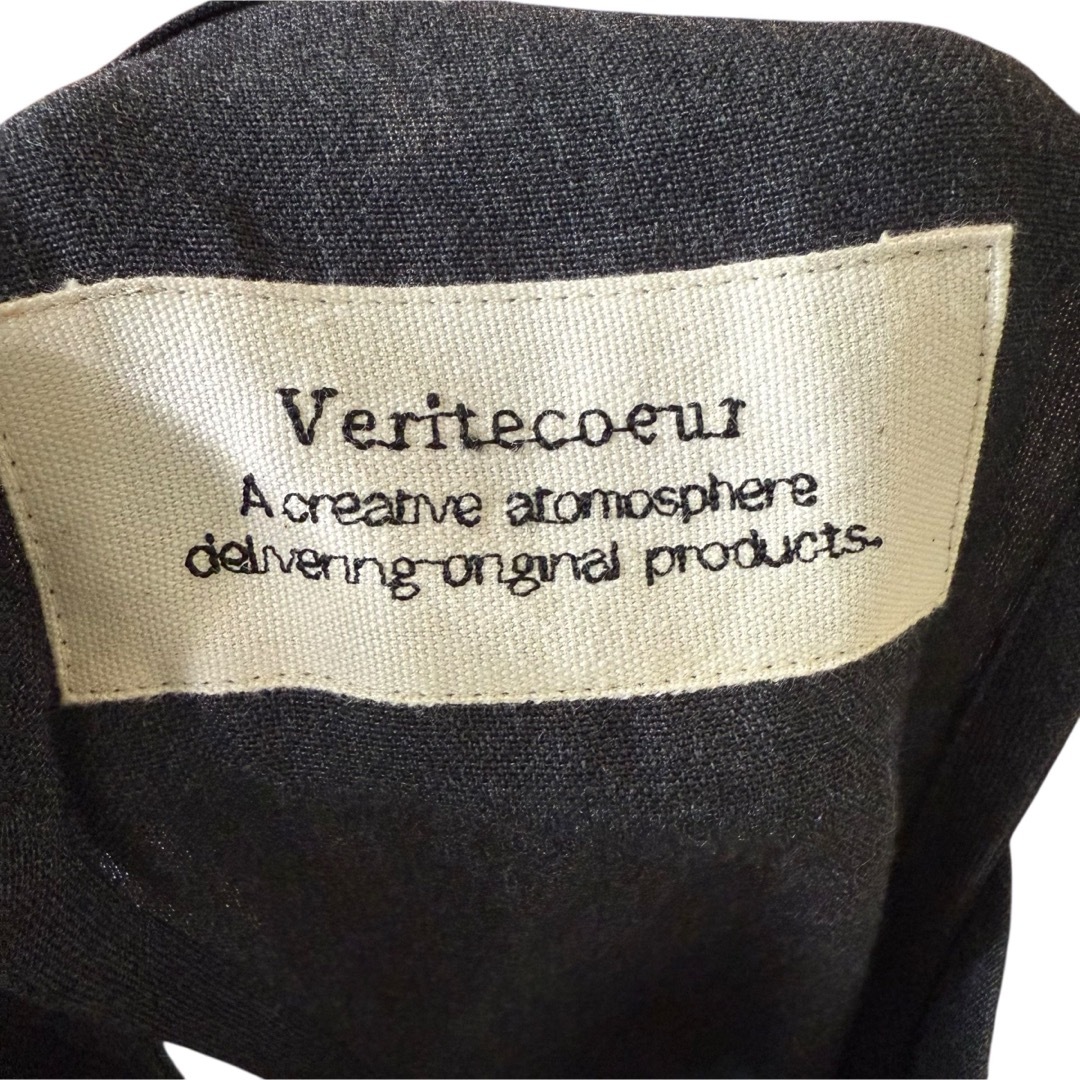 Veritecoeur
A creative atomosphere
delivering original products.